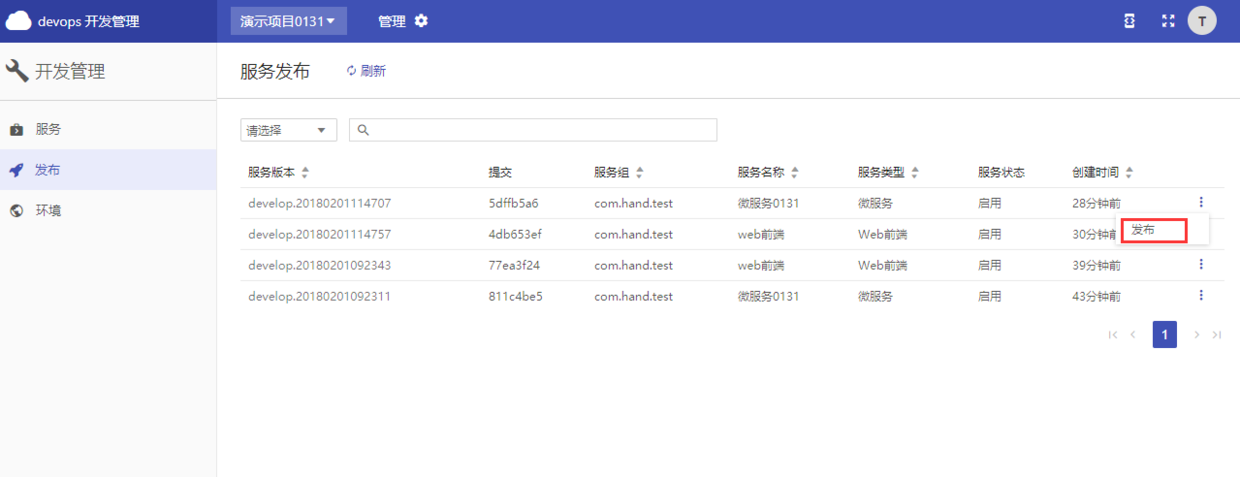 devops 开发管理 演示项目0131 管理 T
开发管理
服务
发布
环境
服务发布 刷新
请选择
服务版本 提交 服务组 服务名称 服务类型 服务状态 创建时间
develop.20180201114707 5dffb5a6 com.hand.test 微服务0131 微服务 启用 28分钟前
发布
develop.20180201114757 4db653ef com.hand.test web前端 Web前端 启用 30分钟前
develop.20180201092343 77ea3f24 com.hand.test web前端 Web前端 启用 39分钟前
develop.20180201092311 811c4be5 com.hand.test 微服务0131 微服务 启用 43分钟前
1